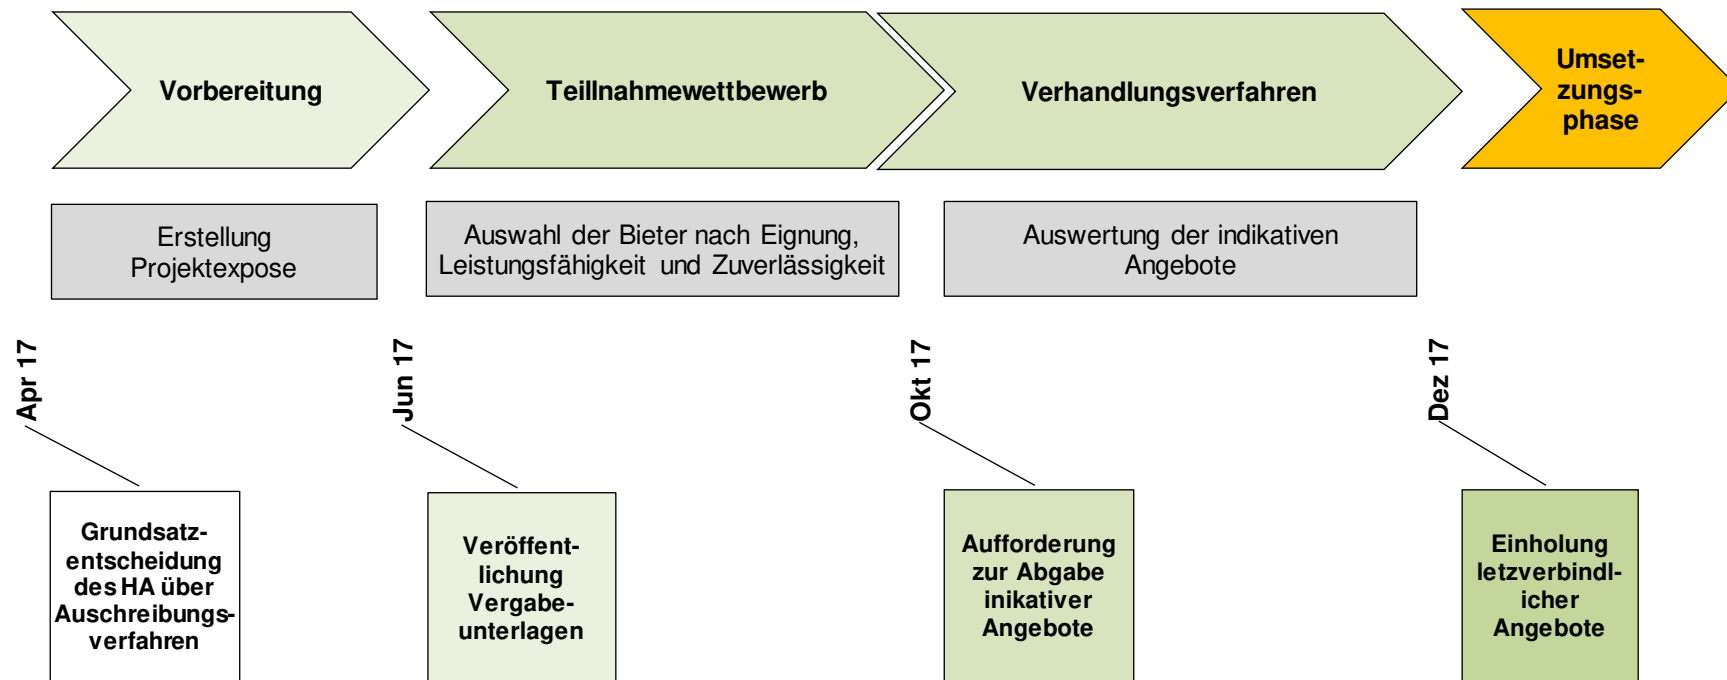 Vorbereitung
Teillnahmewettbewerb
Verhandlungsverfahren
Umset-
zungs-
phase
Erstellung
Projektexpose
Auswahl der Bieter nach Eignung,
Leistungsfähigkeit und Zuverlässigkeit
Auswertung der indikativen
Angebote
Apr 17
Jun 17
Okt 17
Dez 17
Grundsatz-
entscheidung
des HA über
Auschreibungs-
verfahren
Veröffent-
lichung
Vergabe-
unterlagen
Aufforderung
zur Abgabe
inikativer
Angebote
Einholung
letzverbindl-
icher
Angebote